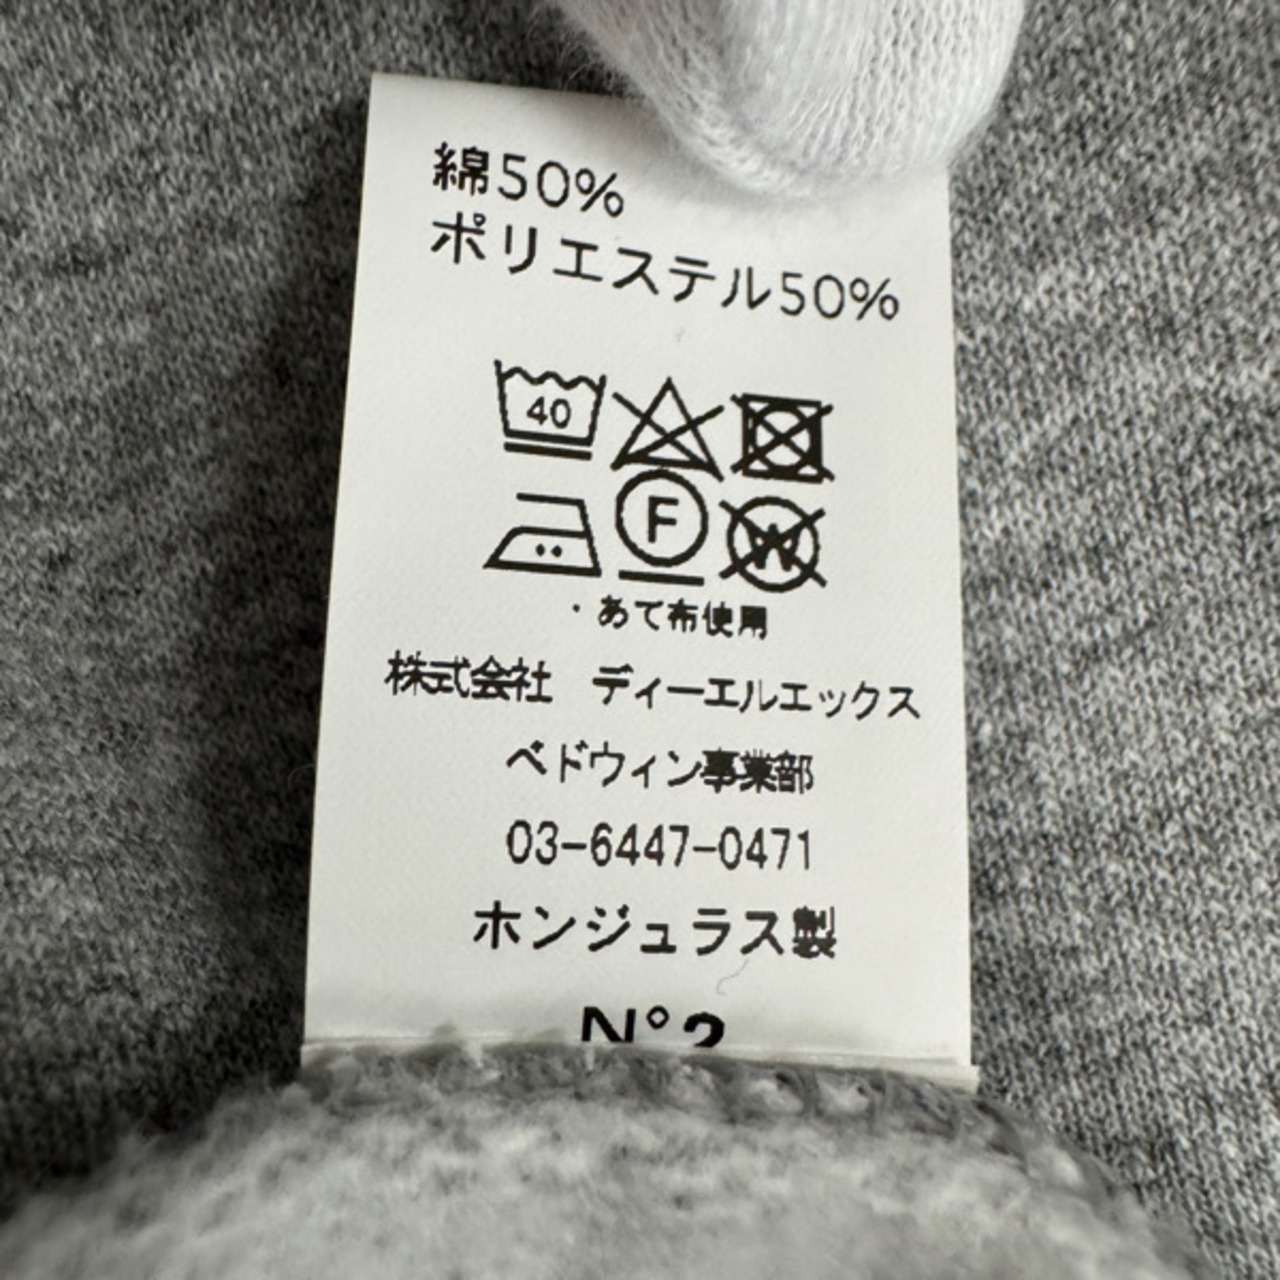 綿50%
ポリエステル50%
40
F
W
・あて布使用
株式会社 ディーエルエックス
ベドウィン事業部
03-6447-0471
ホンジュラス製
N°2